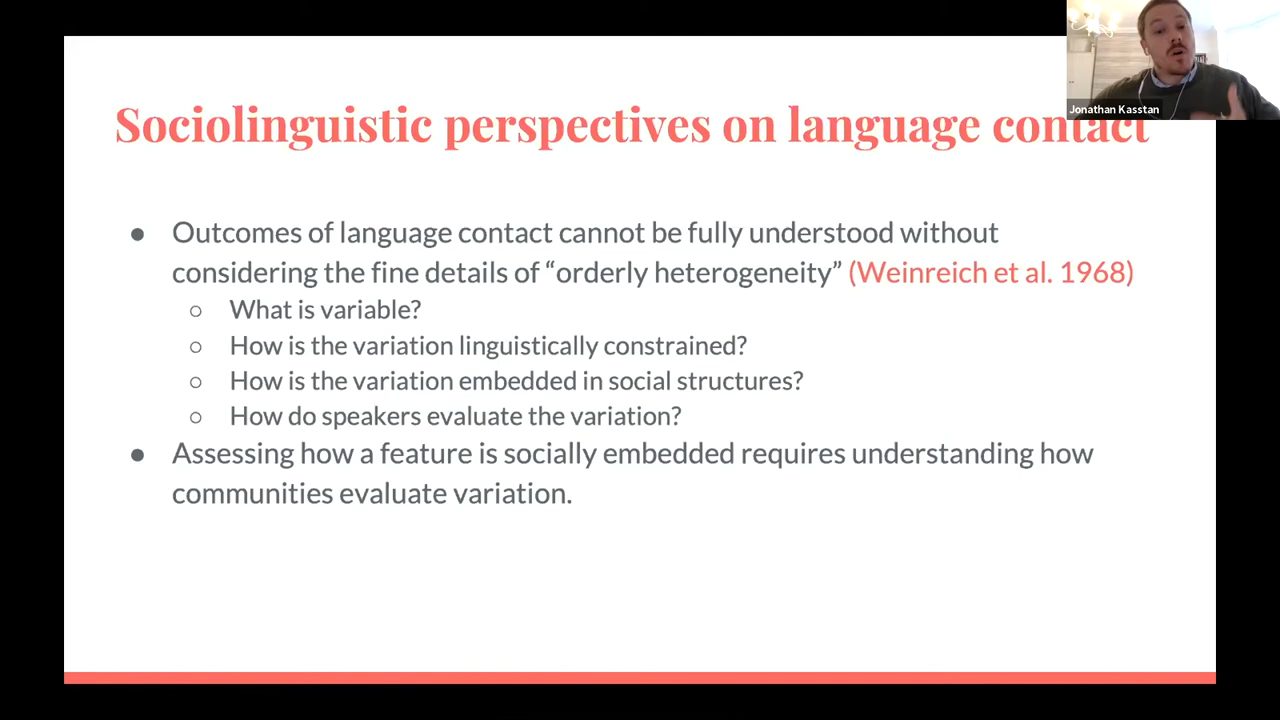 Jonathan Kasstan
Sociolinguistic perspectives on language contact
● Outcomes of language contact cannot be fully understood without
considering the fine details of “orderly heterogeneity” (Weinreich et al. 1968)
○ What is variable?
○ How is the variation linguistically constrained?
○ How is the variation embedded in social structures?
○ How do speakers evaluate the variation?
● Assessing how a feature is socially embedded requires understanding how
communities evaluate variation.